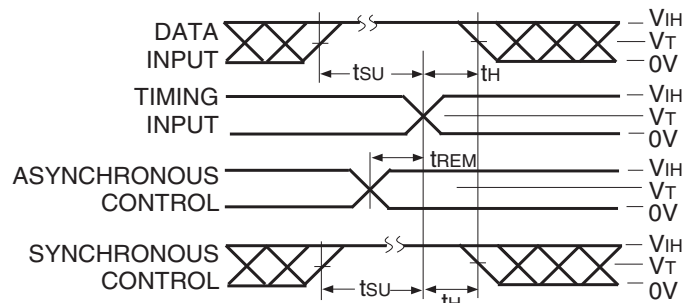 DATA
INPUT
tSU
tH
VIH
VT
0V
TIMING
INPUT
VIH
VT
0V
tREM
ASYNCHRONOUS
CONTROL
VIH
VT
0V
SYNCHRONOUS
CONTROL
tSU
tH
VIH
VT
0V